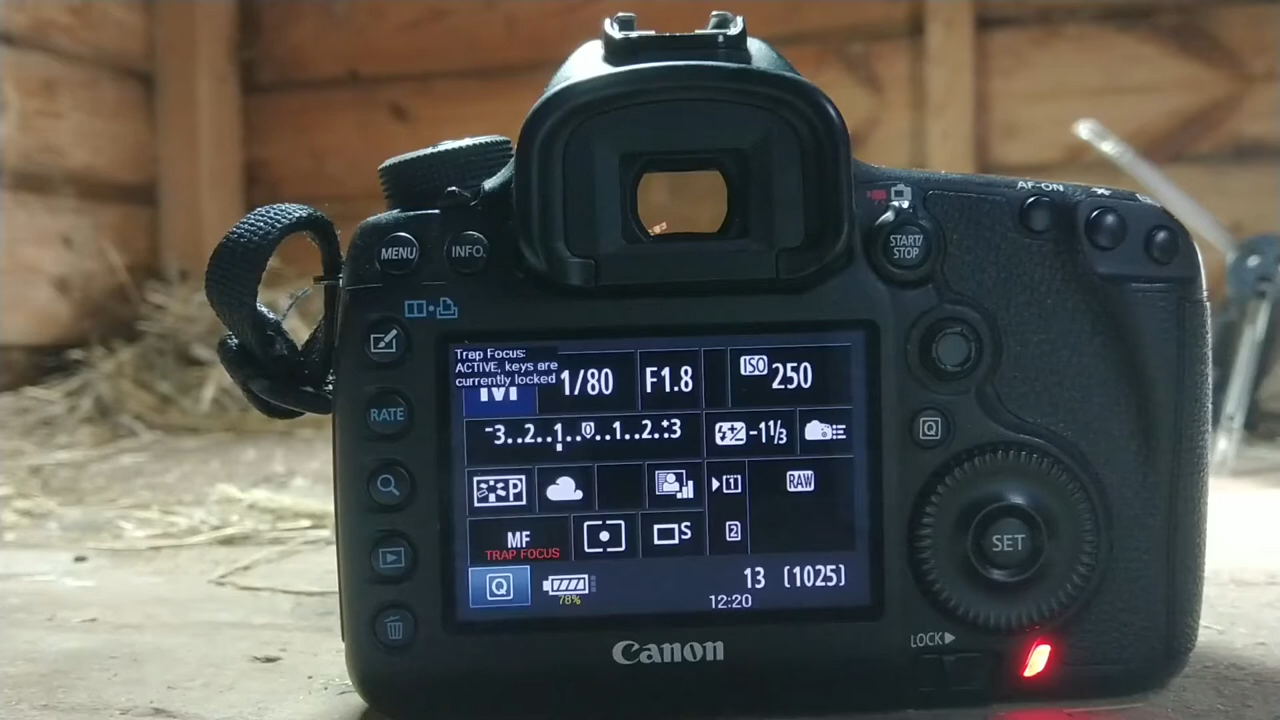 AF-ON
MENU
INFO.
START/
STOP
Trap Focus:
ACTIVE, keys are
currently locked
M
1/80
F1.8
ISO
250
RATE
-3..2..1..0..1..2.+3
-1⅓
Q
P
1
RAW
SET
MF
TRAP FOCUS
S
2
Q
78%
13 [1025]
12:20
LOCK▶
Canon